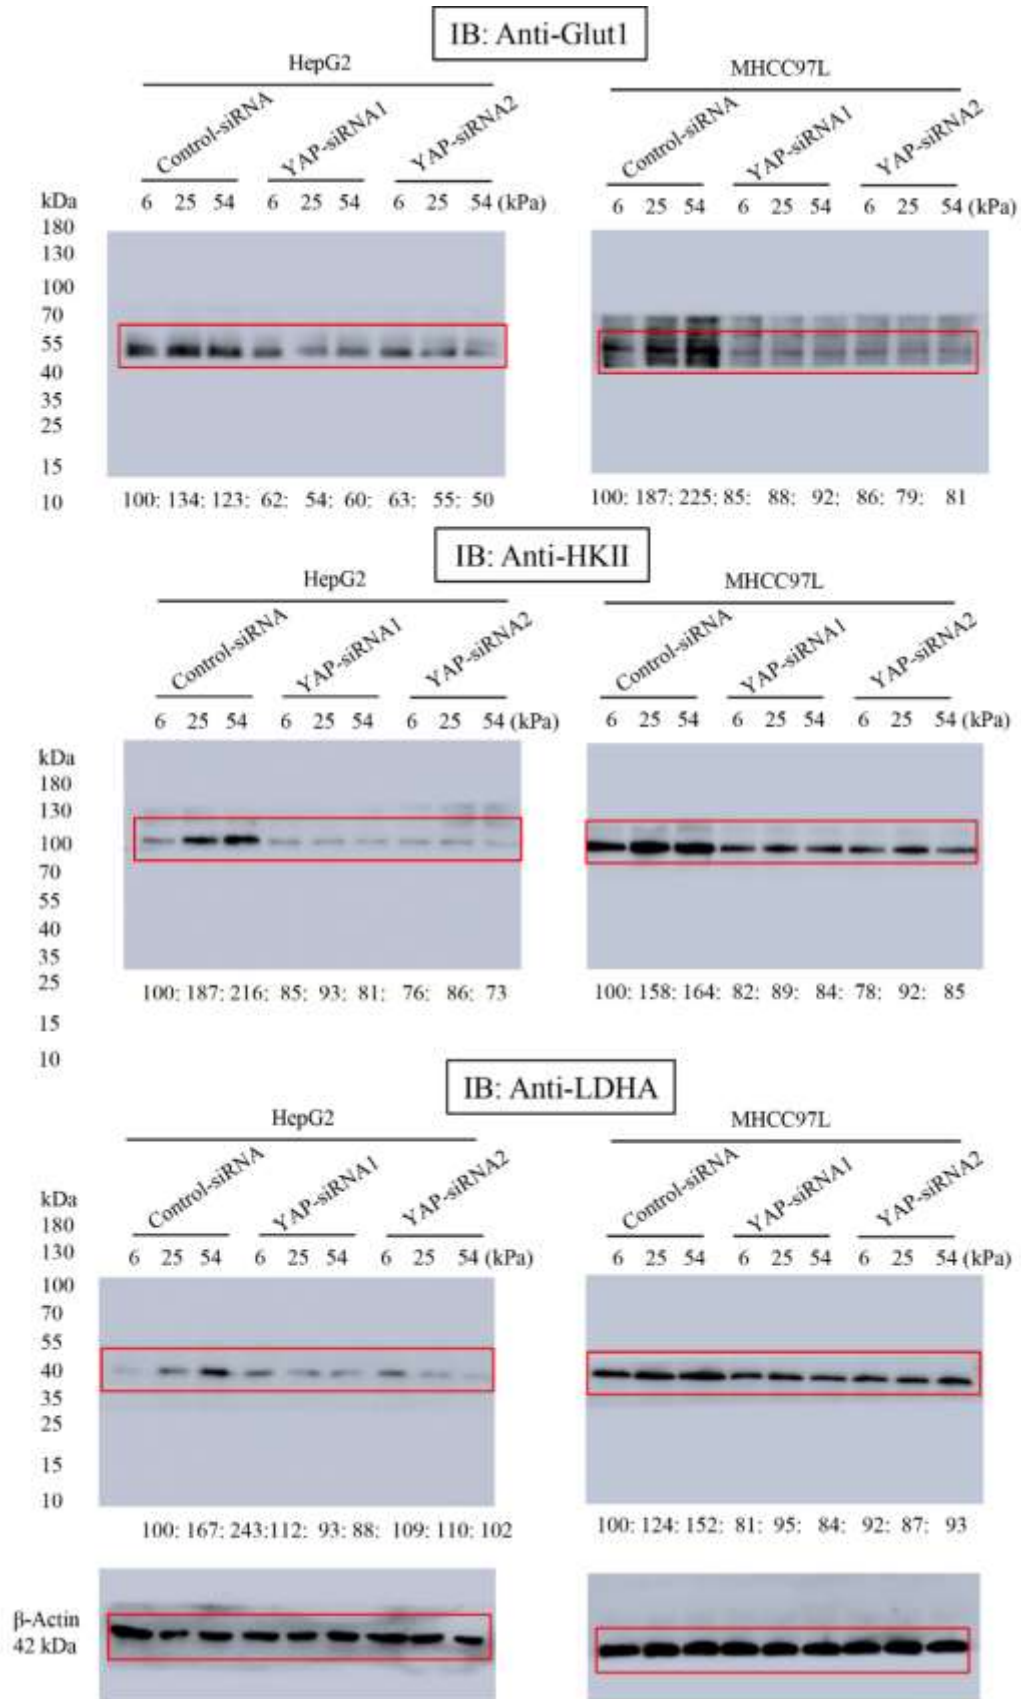 IB: Anti-Glut1
HepG2
MHCC97L
Control-siRNA YAP-siRNA1 YAP-siRNA2
Control-siRNA YAP-siRNA1 YAP-siRNA2
kDa
6 25 54 6 25 54 6 25 54 (kPa)
6 25 54 6 25 54 6 25 54 (kPa)
180
130
100
70
55
40
35
25
15
10
100: 134: 123: 62: 54: 60: 63: 55: 50
100: 187: 225: 85: 88: 92: 86: 79: 81
IB: Anti-HKII
HepG2
MHCC97L
Control-siRNA YAP-siRNA1 YAP-siRNA2
Control-siRNA YAP-siRNA1 YAP-siRNA2
6 25 54 6 25 54 6 25 54 (kPa)
6 25 54 6 25 54 6 25 54 (kPa)
kDa
180
130
100
70
55
40
35
25
15
10
100: 187: 216: 85: 93: 81: 76: 86: 73
100: 158: 164: 82: 89: 84: 78: 92: 85
IB: Anti-LDHA
HepG2
MHCC97L
Control-siRNA YAP-siRNA1 YAP-siRNA2
Control-siRNA YAP-siRNA1 YAP-siRNA2
kDa
180
130
6 25 54 6 25 54 6 54 (kPa)
6 25 54 6 25 54 6 25 54 (kPa)
100
70
55
40
35
25
15
10
100: 167: 243:112: 93: 88: 109: 110: 102
100: 124: 152: 81: 95: 84: 92: 87: 93
β-Actin
42 kDa